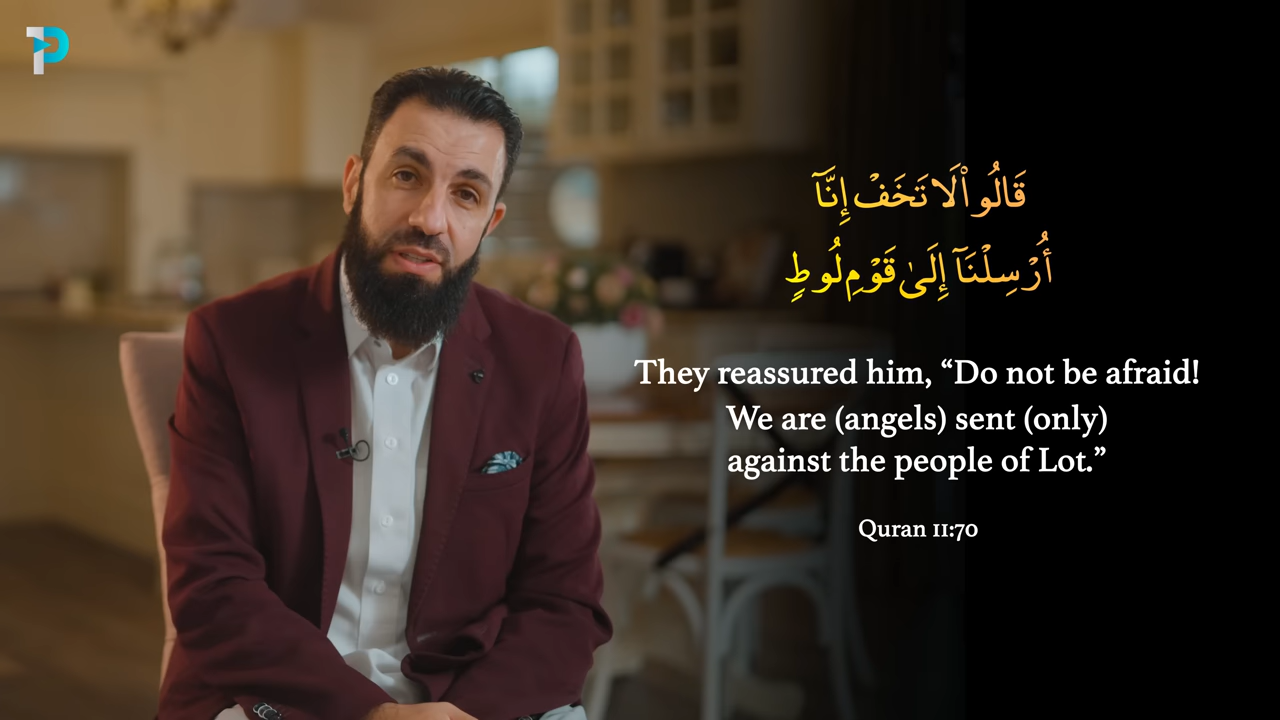 قَالُوا۟ لَا تَخَفْ إِنَّآ
أُرْسِلْنَآ إِلَىٰ قَوْمِ لُوطٍ
They reassured him, “Do not be afraid!
We are (angels) sent (only)
against the people of Lot.”
Quran 11:70